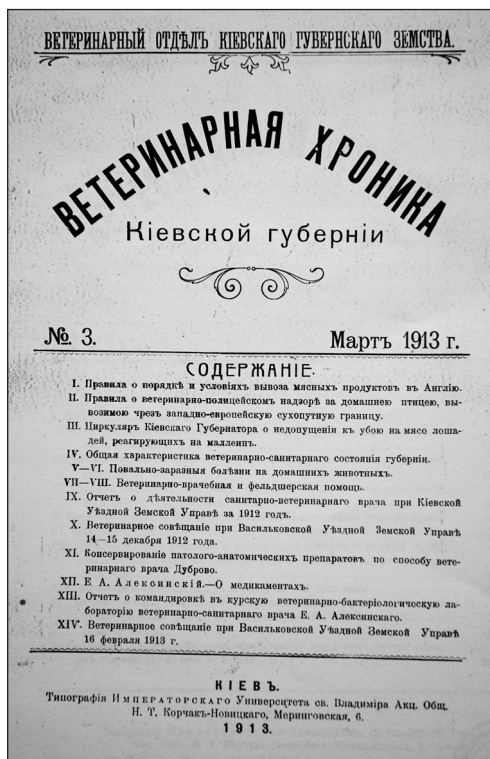 ВЕТЕРИНАРНЫЙ ОТДѢЛЪ КІЕВСКАГО ГУБЕРНСКАГО ЗЕМСТВА.
ВЕТЕРИНАРНАЯ ХРОНИКА
Кіевской губерніи
№ 3.
Мартъ 1913 г.
СОДЕРЖАНІЕ.
I. Правила о порядкѣ и условіяхъ вывоза мясныхъ продуктовъ въ Англію.
II. Правила о ветеринарно-полицейскомъ надзорѣ за домашнею птицею, вы-
возимою чрезъ западно-европейскую сухопутную границу.
III. Циркуляръ Кіевскаго Губернатора о недопущеніи къ убою на мясо лоша-
дей, реагирующихъ на маллеинъ.
IV. Общая характеристика ветеринарно-санитарнаго состоянія губерніи.
V—VI. Повально-заразныя болѣзни на домашнихъ животныхъ.
VII—VIII. Ветеринарно-врачебная и фельдшерская помощь.
IX. Отчетъ о дѣятельности санитарно-ветеринарнаго врача при Кіевской
Уѣздной Земской Управѣ за 1912 годъ.
X. Ветеринарное совѣщаніе при Васильковской Уѣздной Земской Управѣ
14—15 декабря 1912 года.
XI. Консервированіе патолого-анатомическихъ препаратовъ по способу вете-
ринарнаго врача Дуброво.
XII. Е. А. Алексинскій.—О медикаментахъ.
XIII. Отчетъ о командировкѣ въ курскую ветеринарно-бактеріологическую ла-
бораторію ветеринарно-санитарнаго врача Е. А. Алексинскаго.
XIV. Ветеринарное совѣщаніе при Васильковской Уѣздной Земской Управѣ
16 февраля 1913 г.
КІЕВЪ.
Типографія ИМПЕРАТОРСКАГО Университета св. Владиміра Акц. Общ.
Н. Т. Корчакъ-Новицкаго, Меринговская, 6.
1913.